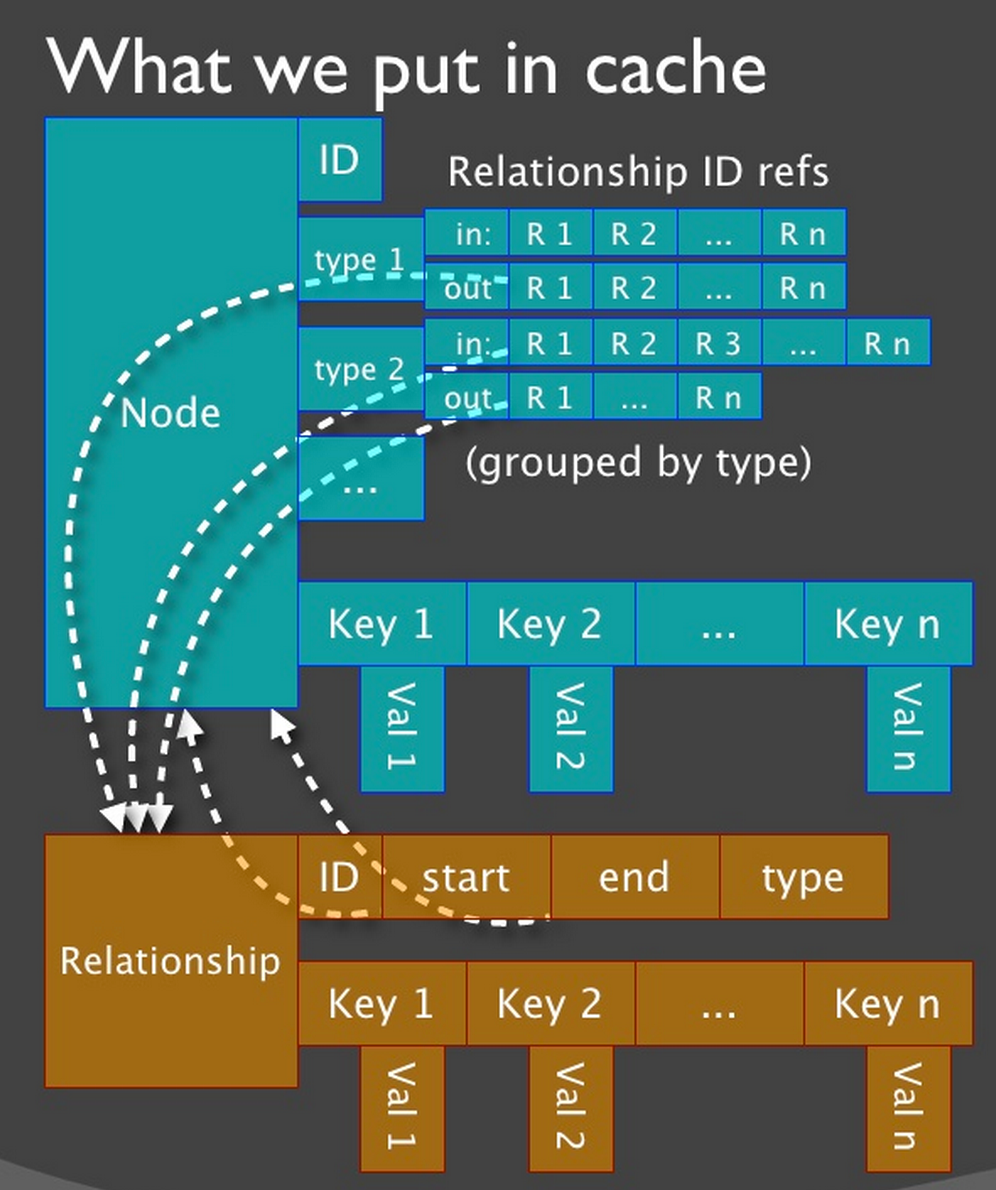 What we put in cache
ID
Relationship ID refs
type 1
in: R 1 R 2 ... R n
out R 1 R 2 ... R n
type 2
in: R 1 R 2 R 3 ... R n
out R 1 ... R n
Node
(grouped by type)
...
Key 1 Key 2 ... Key n
Val 1 Val 2 Val n
ID start end type
Relationship
Key 1 Key 2 ... Key n
Val 1 Val 2 Val n